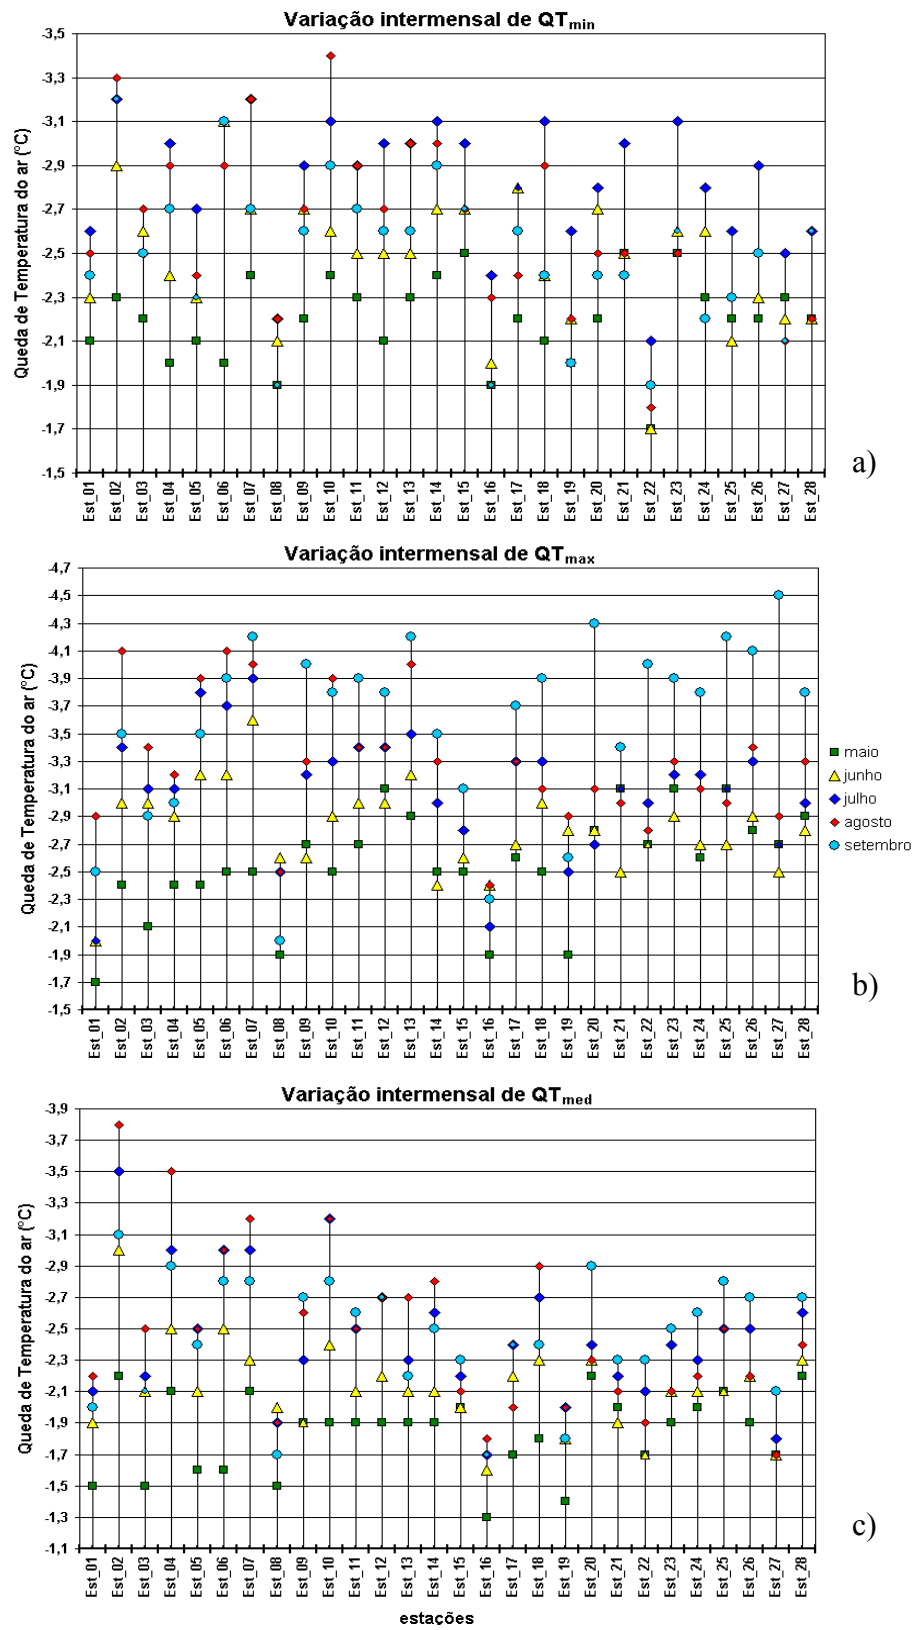 Variação intermensal de QTmin
Queda de Temperatura do ar (°C)
-3,5
-3,3
-3,1
-2,9
-2,7
-2,5
-2,3
-2,1
-1,9
-1,7
-1,5
Est_01 Est_02 Est_03 Est_04 Est_05 Est_06 Est_07 Est_08 Est_09 Est_10 Est_11 Est_12 Est_13 Est_14 Est_15 Est_16 Est_17 Est_18 Est_19 Est_20 Est_21 Est_22 Est_23 Est_24 Est_25 Est_26 Est_27 Est_28
a)
Variação intermensal de QTmax
Queda de Temperatura do ar (°C)
-4,7
-4,5
-4,3
-4,1
-3,9
-3,7
-3,5
-3,3
-3,1
-2,9
-2,7
-2,5
-2,3
-2,1
-1,9
-1,7
-1,5
Est_01 Est_02 Est_03 Est_04 Est_05 Est_06 Est_07 Est_08 Est_09 Est_10 Est_11 Est_12 Est_13 Est_14 Est_15 Est_16 Est_17 Est_18 Est_19 Est_20 Est_21 Est_22 Est_23 Est_24 Est_25 Est_26 Est_27 Est_28
maio
junho
julho
agosto
setembro
b)
Variação intermensal de QTmed
Queda de Temperatura do ar (°C)
-3,9
-3,7
-3,5
-3,3
-3,1
-2,9
-2,7
-2,5
-2,3
-2,1
-1,9
-1,7
-1,5
-1,3
-1,1
Est_01 Est_02 Est_03 Est_04 Est_05 Est_06 Est_07 Est_08 Est_09 Est_10 Est_11 Est_12 Est_13 Est_14 Est_15 Est_16 Est_17 Est_18 Est_19 Est_20 Est_21 Est_22 Est_23 Est_24 Est_25 Est_26 Est_27 Est_28
c)
estações